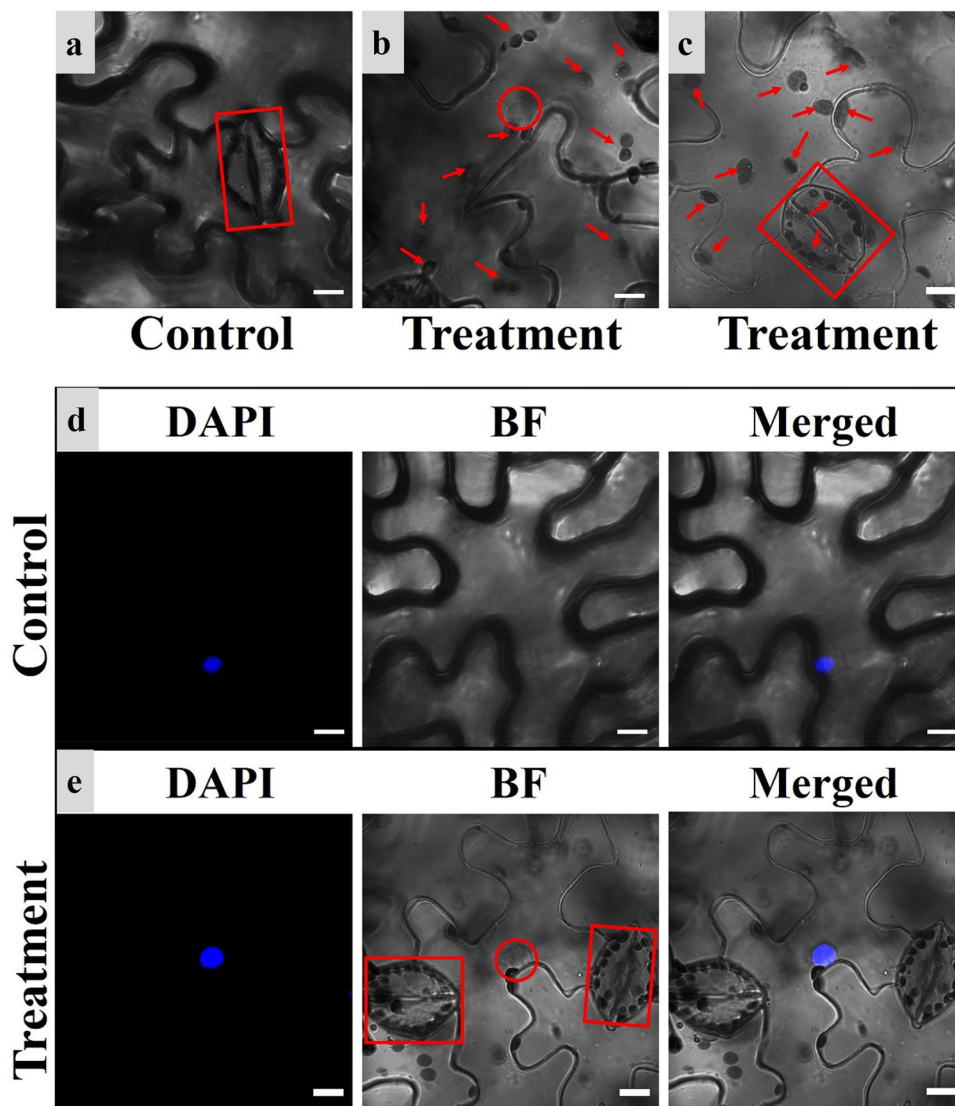 a
b
c
Control
Treatment
Treatment
d
DAPI
BF
Merged
Control
e
DAPI
BF
Merged
Treatment